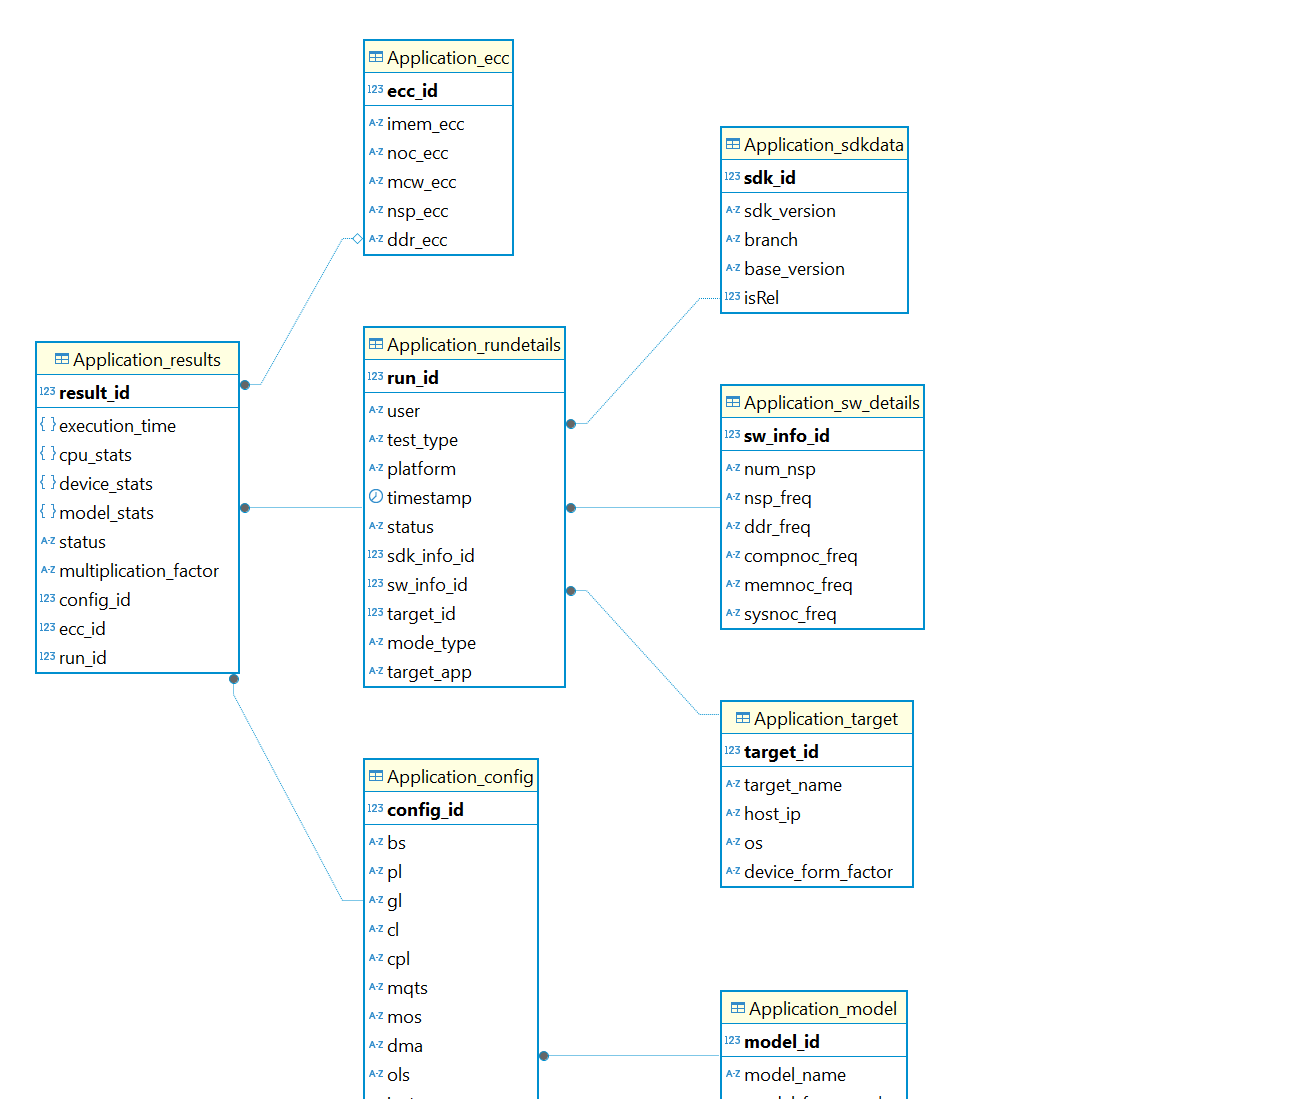 Application_ecc
123 ecc_id
A-Z imem_ecc
A-Z noc_ecc
A-Z mcw_ecc
A-Z nsp_ecc
A-Z ddr_ecc
Application_sdkdata
123 sdk_id
A-Z sdk_version
A-Z branch
A-Z base_version
123 isRel
Application_results
123 result_id
{ } execution_time
{ } cpu_stats
{ } device_stats
{ } model_stats
A-Z status
A-Z multiplication_factor
123 config_id
123 ecc_id
123 run_id
Application_rundetails
123 run_id
A-Z user
A-Z test_type
A-Z platform
timestamp
A-Z status
123 sdk_info_id
123 sw_info_id
123 target_id
A-Z mode_type
A-Z target_app
Application_sw_details
123 sw_info_id
A-Z num_nsp
A-Z nsp_freq
A-Z ddr_freq
A-Z compnoc_freq
A-Z memnoc_freq
A-Z sysnoc_freq
Application_target
123 target_id
A-Z target_name
A-Z host_ip
A-Z os
A-Z device_form_factor
Application_config
123 config_id
A-Z bs
A-Z pl
A-Z gl
A-Z cl
A-Z cpl
A-Z mqts
A-Z mos
A-Z dma
A-Z ols
Application_model
123 model_id
A-Z model_name